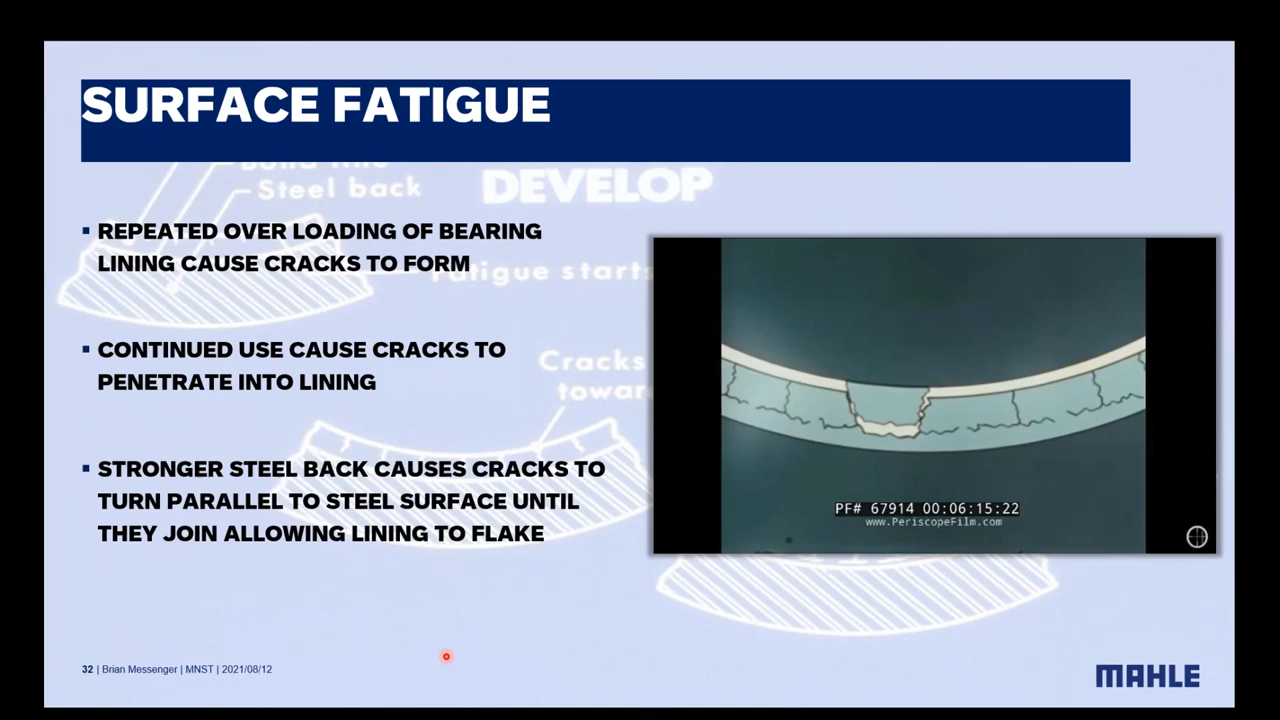 SURFACE FATIGUE
Steel back
DEVELOP
▪ REPEATED OVER LOADING OF BEARING
LINING CAUSE CRACKS TO FORM
Fatigue starts
▪ CONTINUED USE CAUSE CRACKS TO
PENETRATE INTO LINING
Cracks
▪ STRONGER STEEL BACK CAUSES CRACKS TO
TURN PARALLEL TO STEEL SURFACE UNTIL
THEY JOIN ALLOWING LINING TO FLAKE
PF# 67914 00:06:15:22
www.PeriscopeFilm.com
32 | Brian Messenger | MNST | 2021/08/12
MAHLE